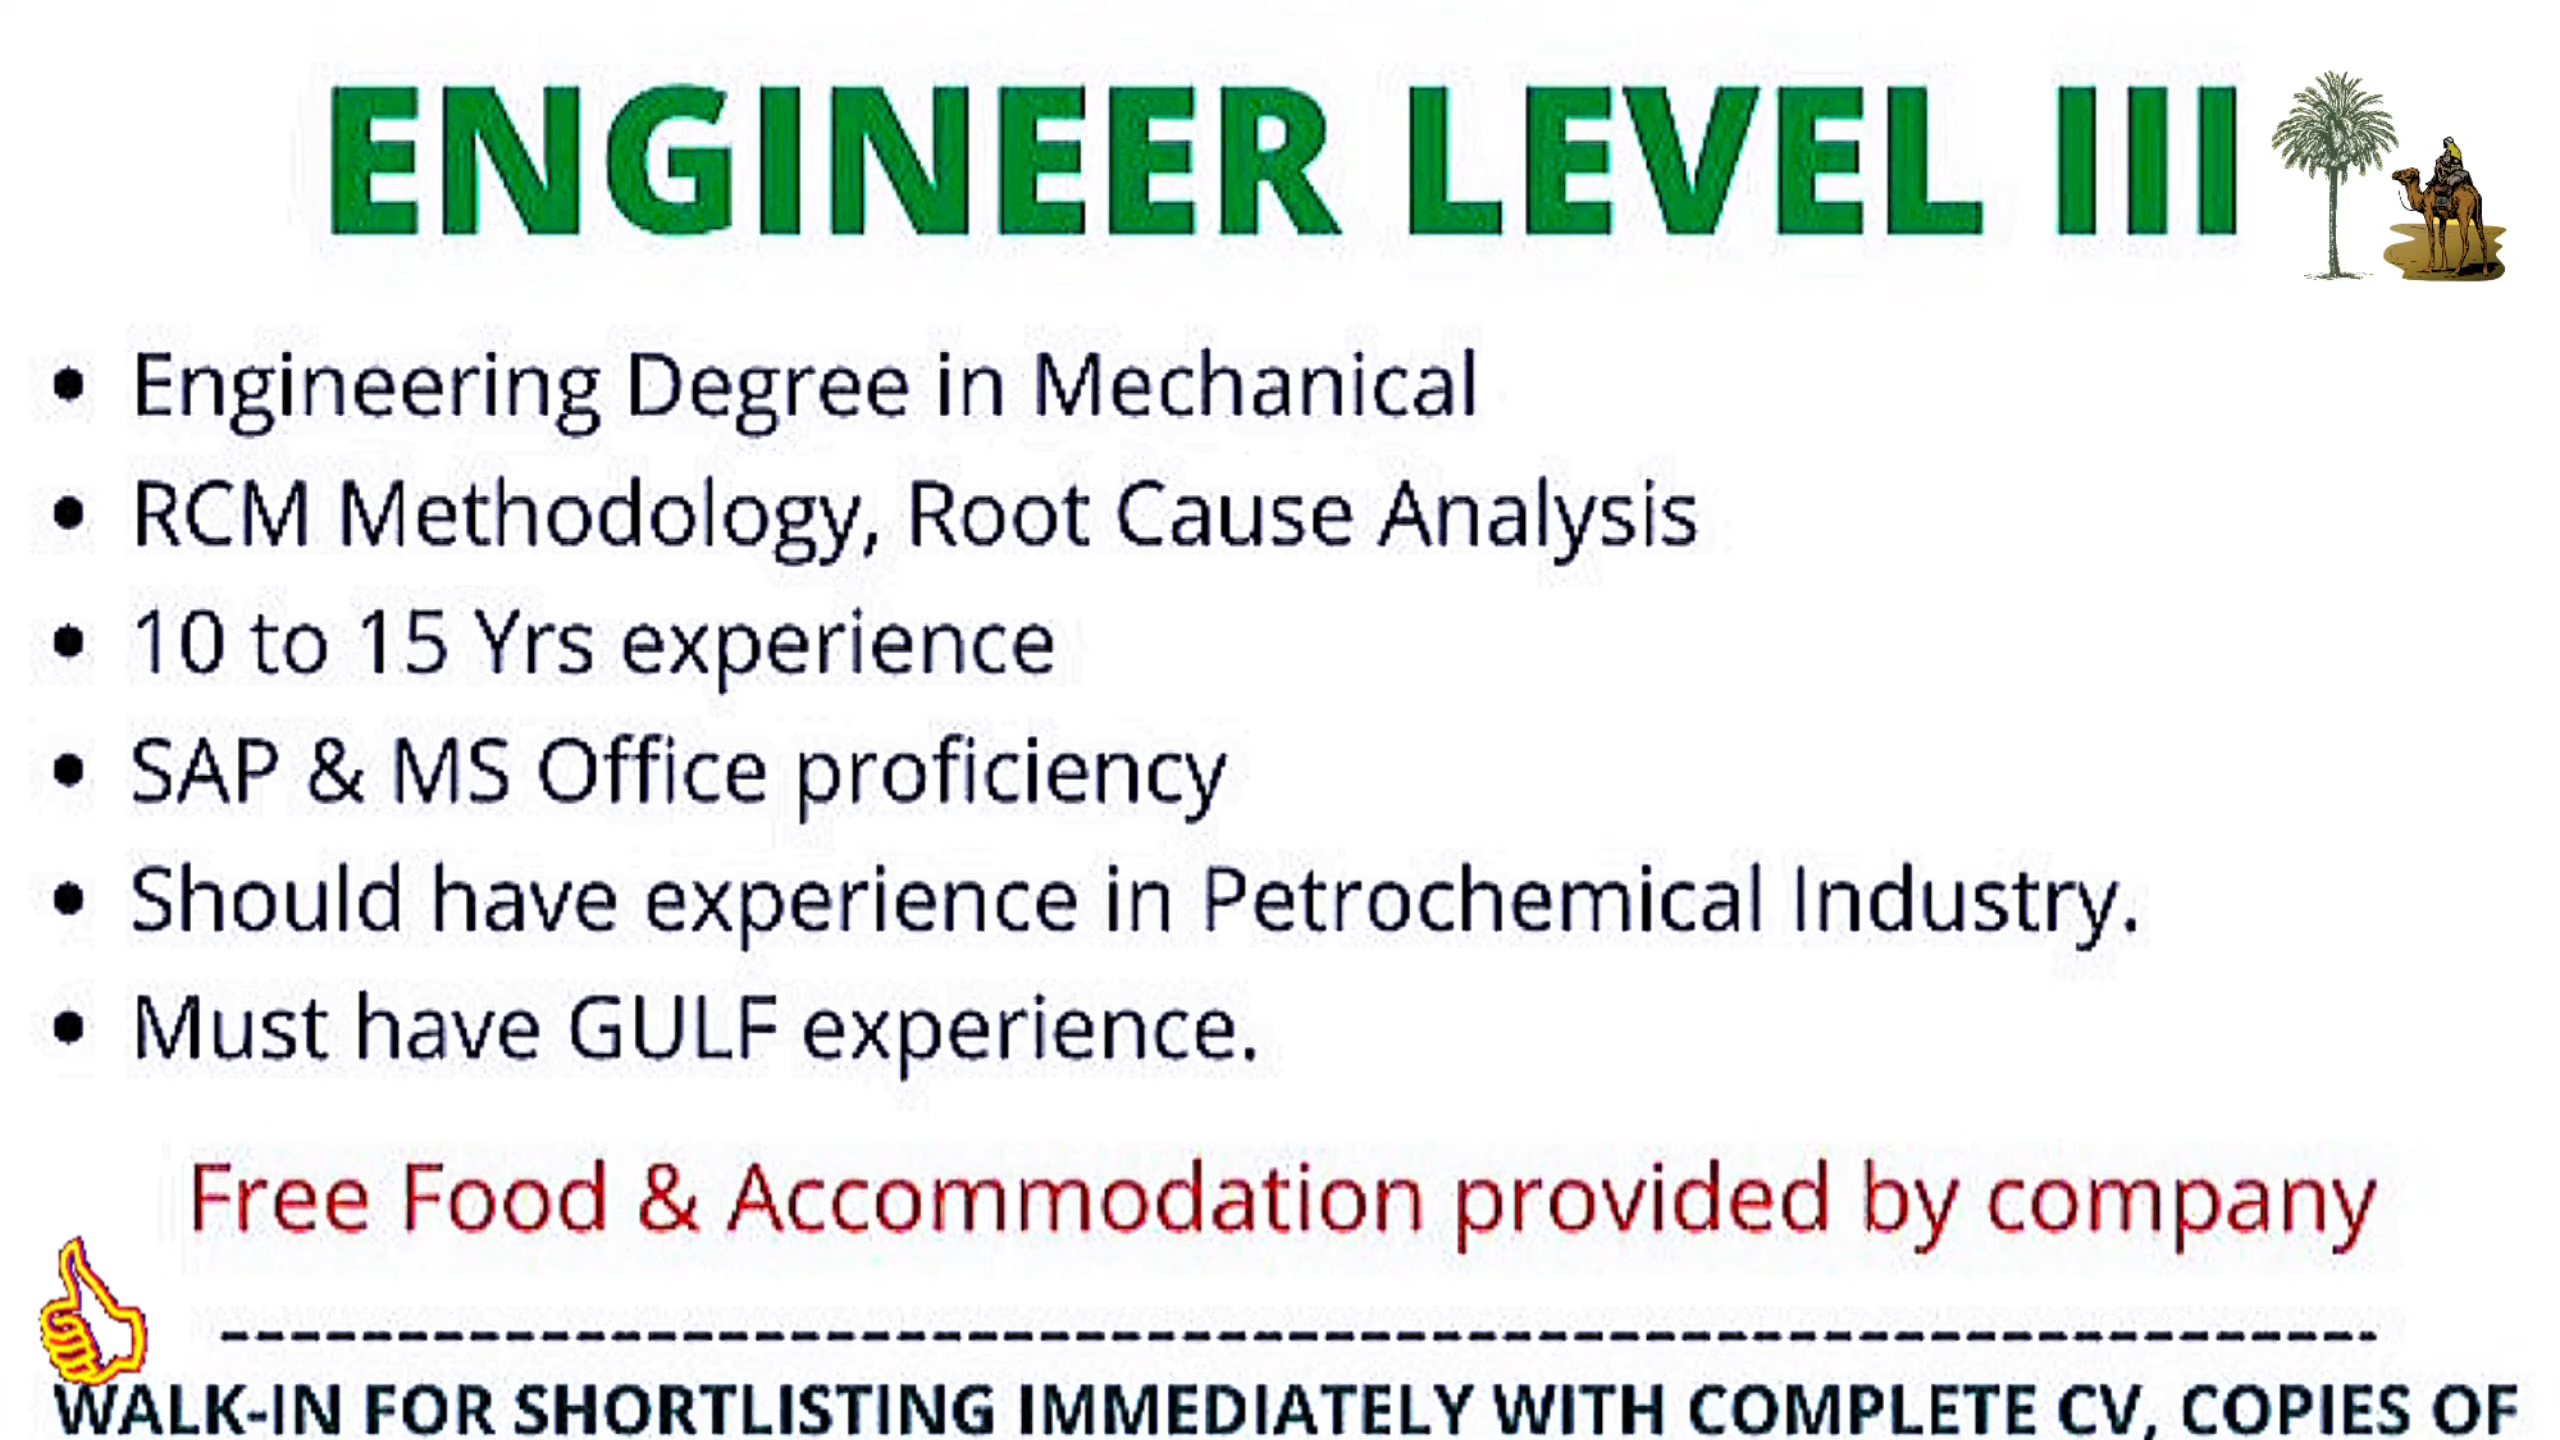 ENGINEER LEVEL III
• Engineering Degree in Mechanical
• RCM Methodology, Root Cause Analysis
• 10 to 15 Yrs experience
• SAP & MS Office proficiency
• Should have experience in Petrochemical Industry.
• Must have GULF experience.
Free Food & Accommodation provided by company
WALK-IN FOR SHORTLISTING IMMEDIATELY WITH COMPLETE CV, COPIES OF